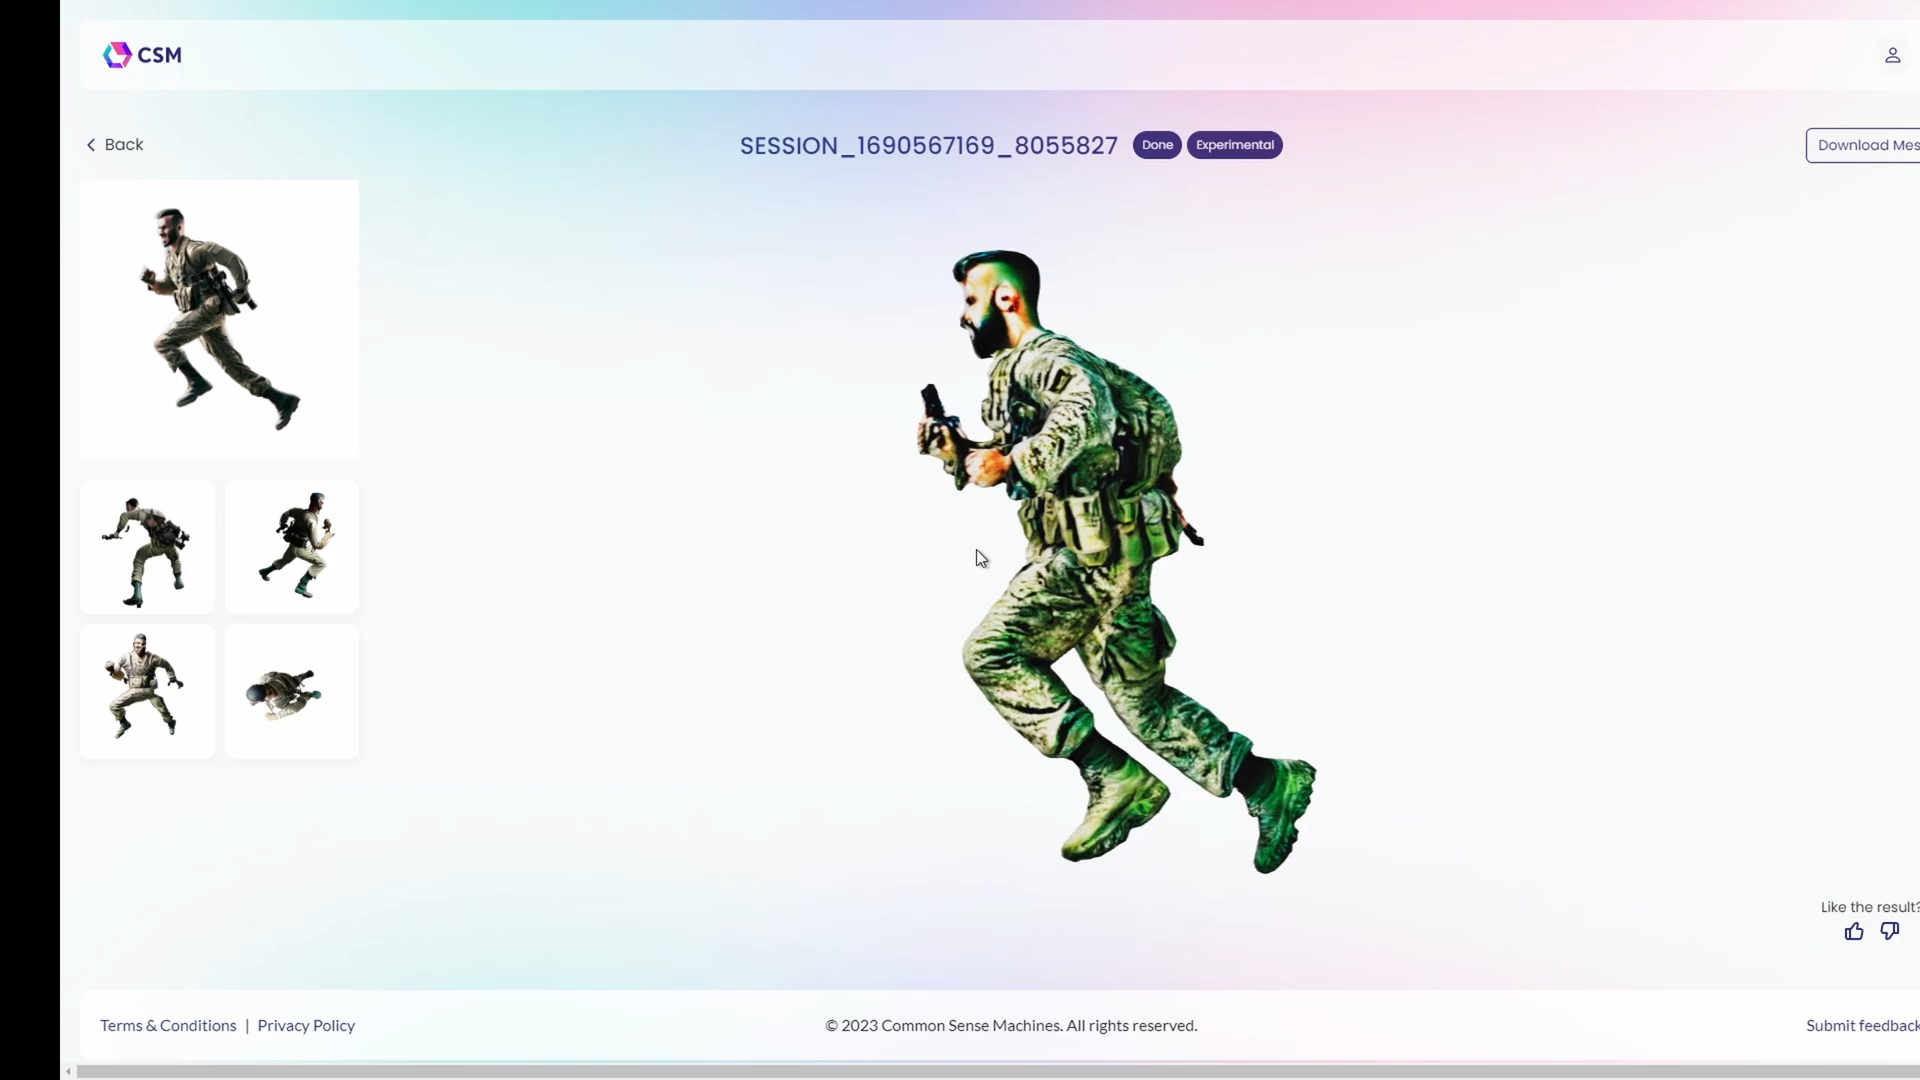 CSM
Back
SESSION_1690567169_8055827
Done
Experimental
Download Mes
Like the result?
Terms & Conditions | Privacy Policy
© 2023 Common Sense Machines. All rights reserved.
Submit feedback